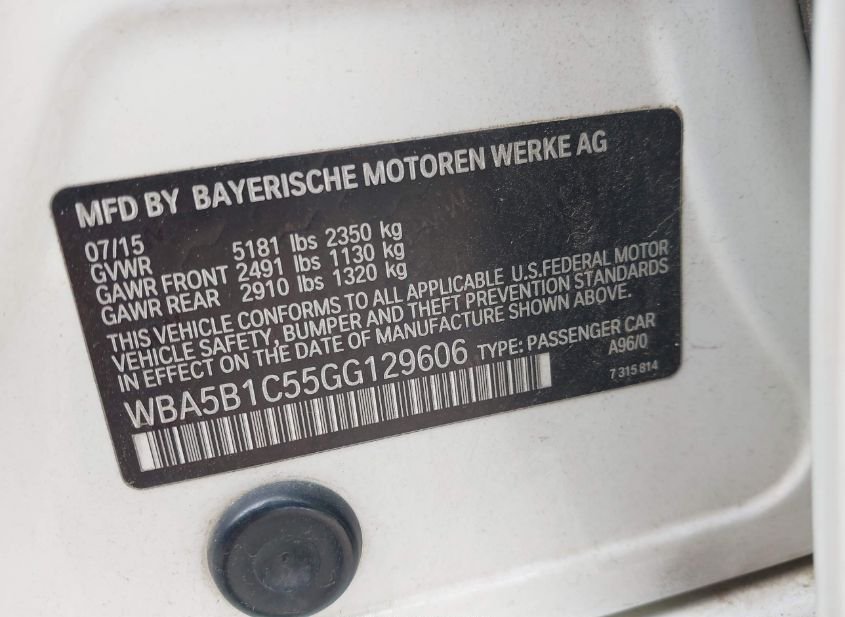 MFD BY BAYERISCHE MOTOREN WERKE AG
07/15
GVWR 5181 lbs 2350 kg
GAWR FRONT 2491 lbs 1130 kg
GAWR REAR 2910 lbs 1320 kg
THIS VEHICLE CONFORMS TO ALL APPLICABLE U.S.FEDERAL MOTOR
VEHICLE SAFETY, BUMPER AND THEFT PREVENTION STANDARDS
IN EFFECT ON THE DATE OF MANUFACTURE SHOWN ABOVE.
WBA5B1C55GG129606 TYPE: PASSENGER CAR
A96/0
7 315 814